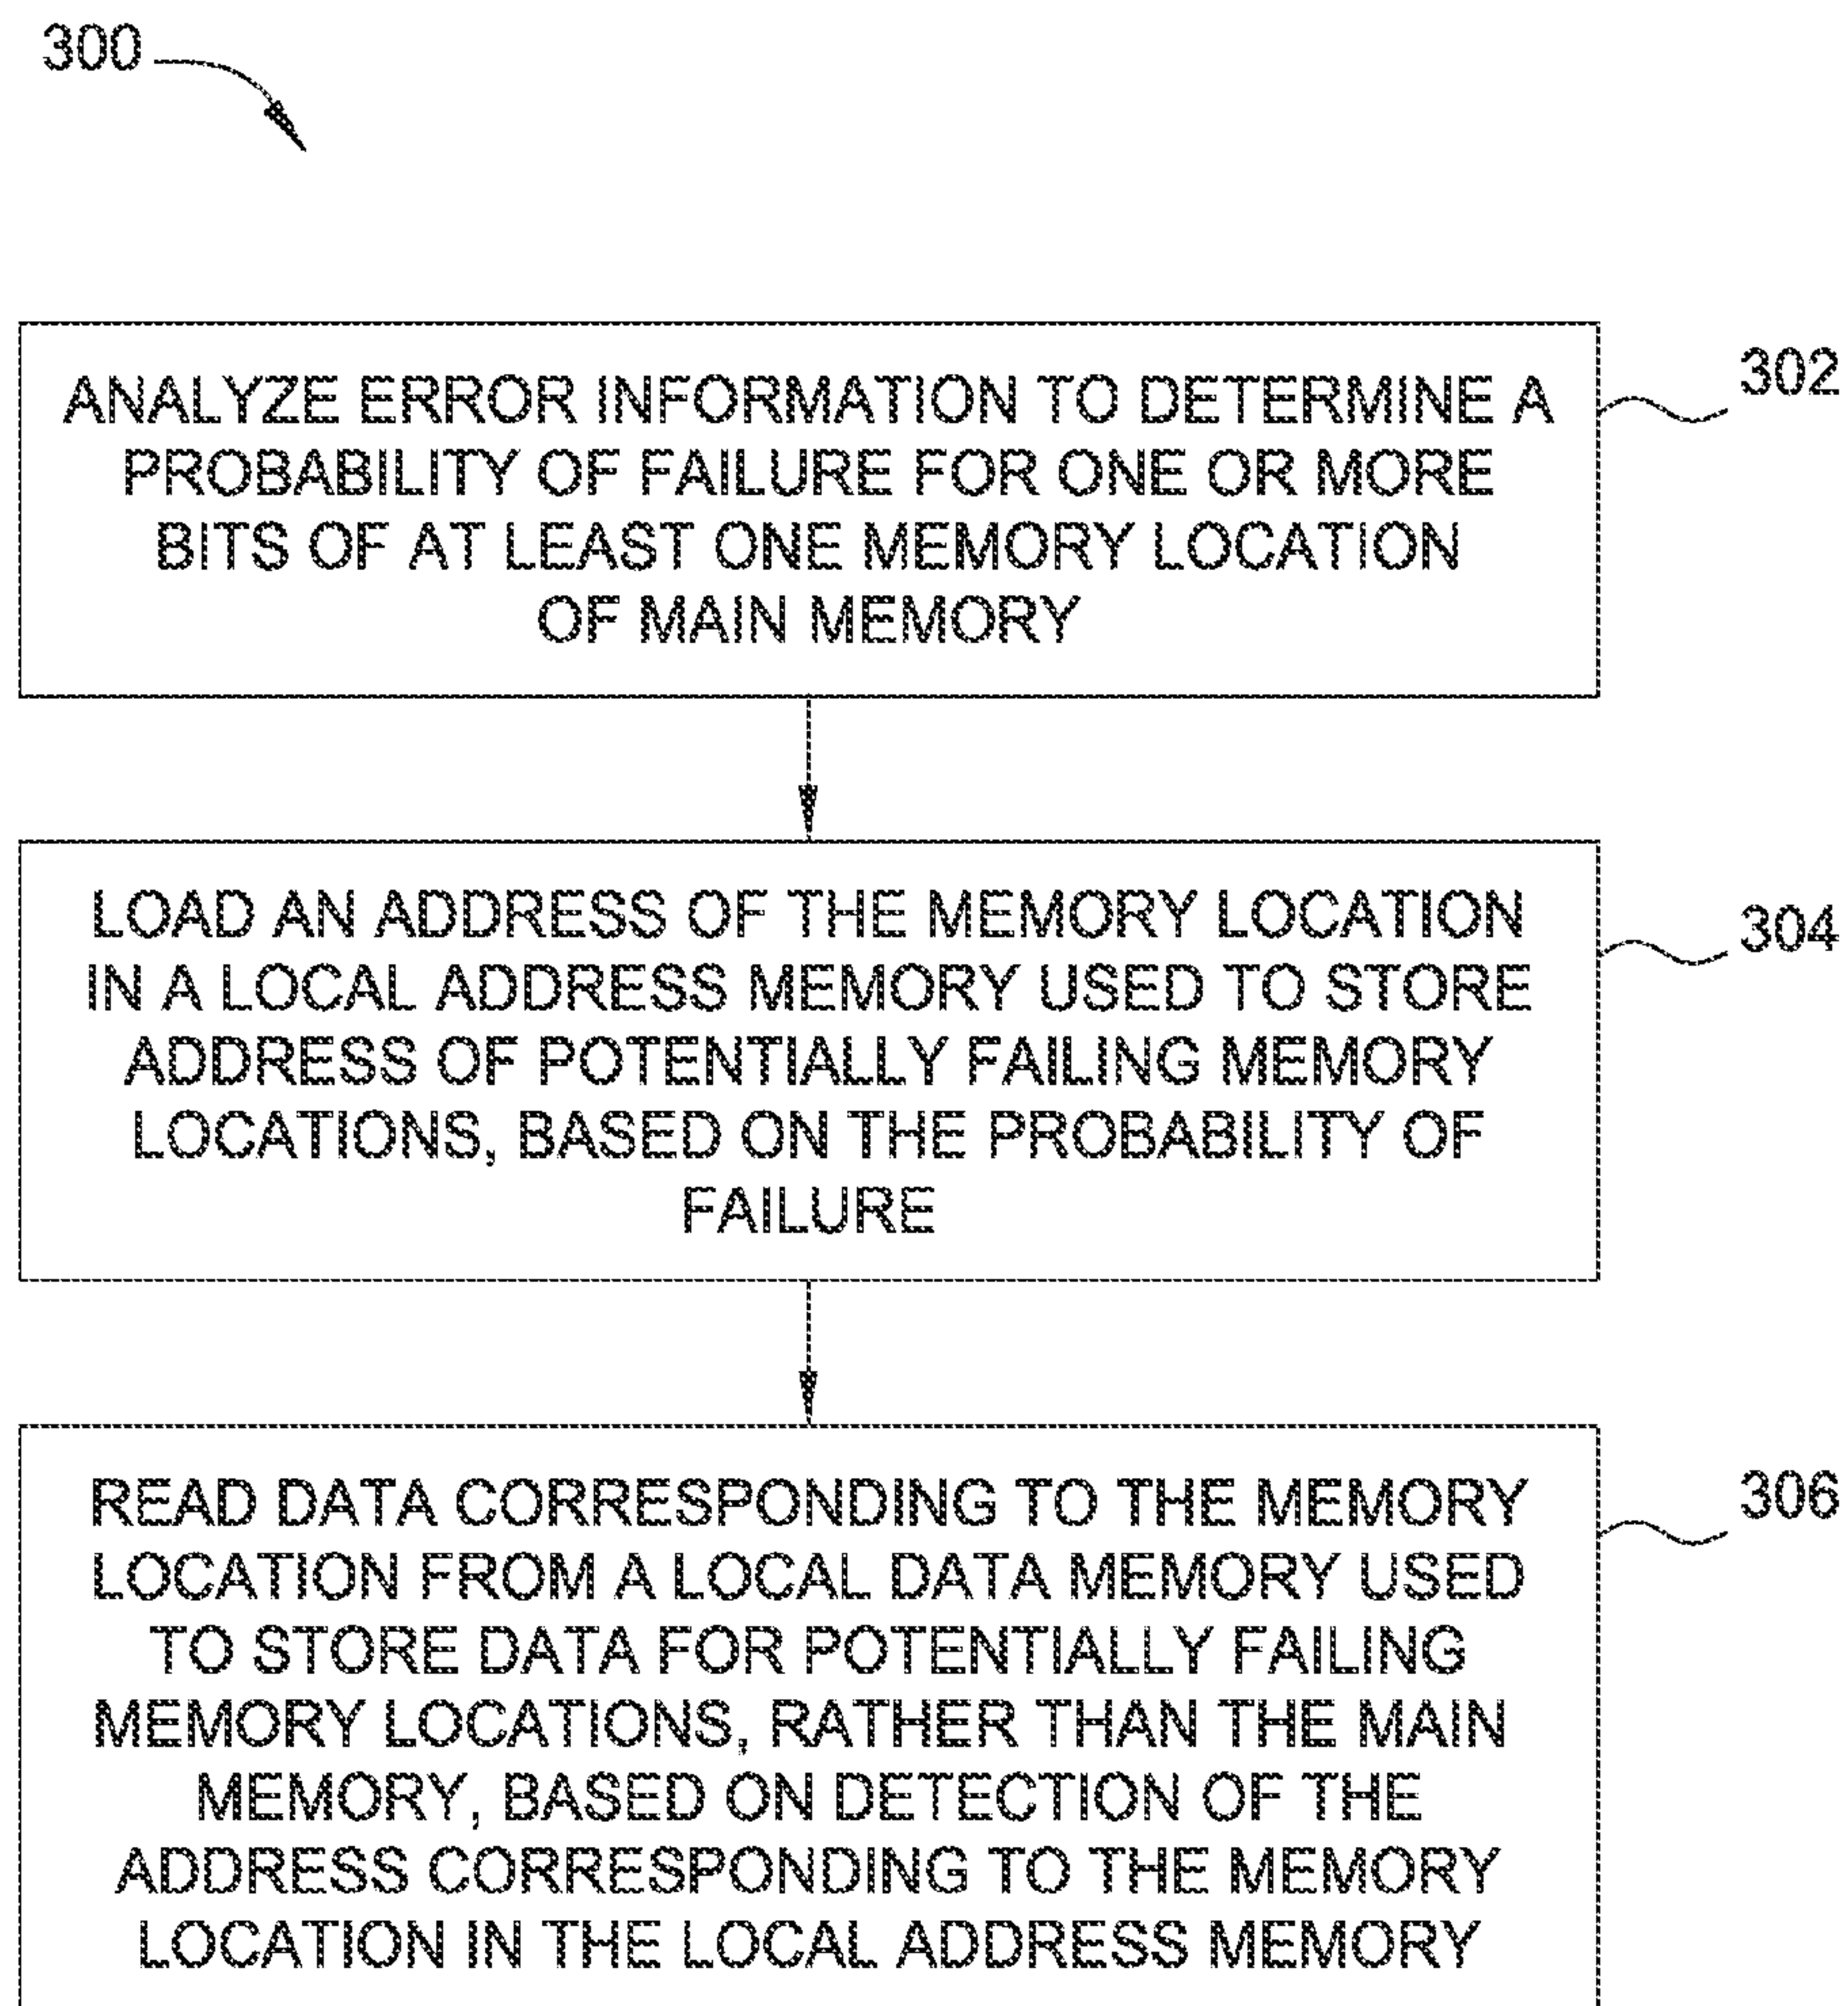 300
302
ANALYZE ERROR INFORMATION TO DETERMINE A
PROBABILITY OF FAILURE FOR ONE OR MORE
BITS OF AT LEAST ONE MEMORY LOCATION
OF MAIN MEMORY
304
LOAD AN ADDRESS OF THE MEMORY LOCATION
IN A LOCAL ADDRESS MEMORY USED TO STORE
ADDRESS OF POTENTIALLY FAILING MEMORY
LOCATIONS, BASED ON THE PROBABILITY OF
FAILURE
306
READ DATA CORRESPONDING TO THE MEMORY
LOCATION FROM A LOCAL DATA MEMORY USED
TO STORE DATA FOR POTENTIALLY FAILING
MEMORY LOCATIONS, RATHER THAN THE MAIN
MEMORY, BASED ON DETECTION OF THE
ADDRESS CORRESPONDING TO THE MEMORY
LOCATION IN THE LOCAL ADDRESS MEMORY